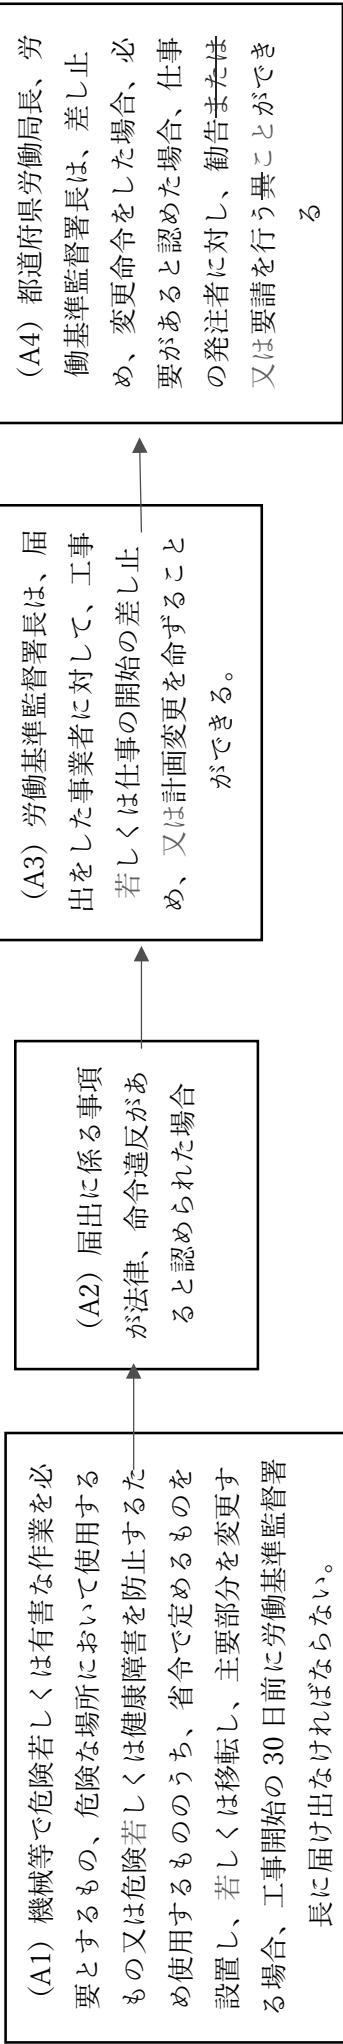 (A1) 機械等で危険若しくは有害な作業を必
要とするもの、危険な場所において使用する
もの又は危険若しくは健康障害を防止するた
め使用するもののうち、省令で定めるものを
設置し、若しくは移転し、主要部分を変更す
る場合、工事開始の 30 日前に労働基準監督署
長に届け出なければならない。
(A2) 届出に係る事項
が法律、命令違反があ
ると認められた場合
(A3) 労働基準監督署長は、届
出をした事業者に対して、工事
若しくは仕事の開始の差し止
め、又は計画変更を命ずること
ができる。
(A4) 都道府県労働局長、労
働基準監督署長は、差し止
め、変更命令をした場合、必
要があると認めた場合、仕事
の発注者に対し、勧告または
又は要請を行う異ことができ
る